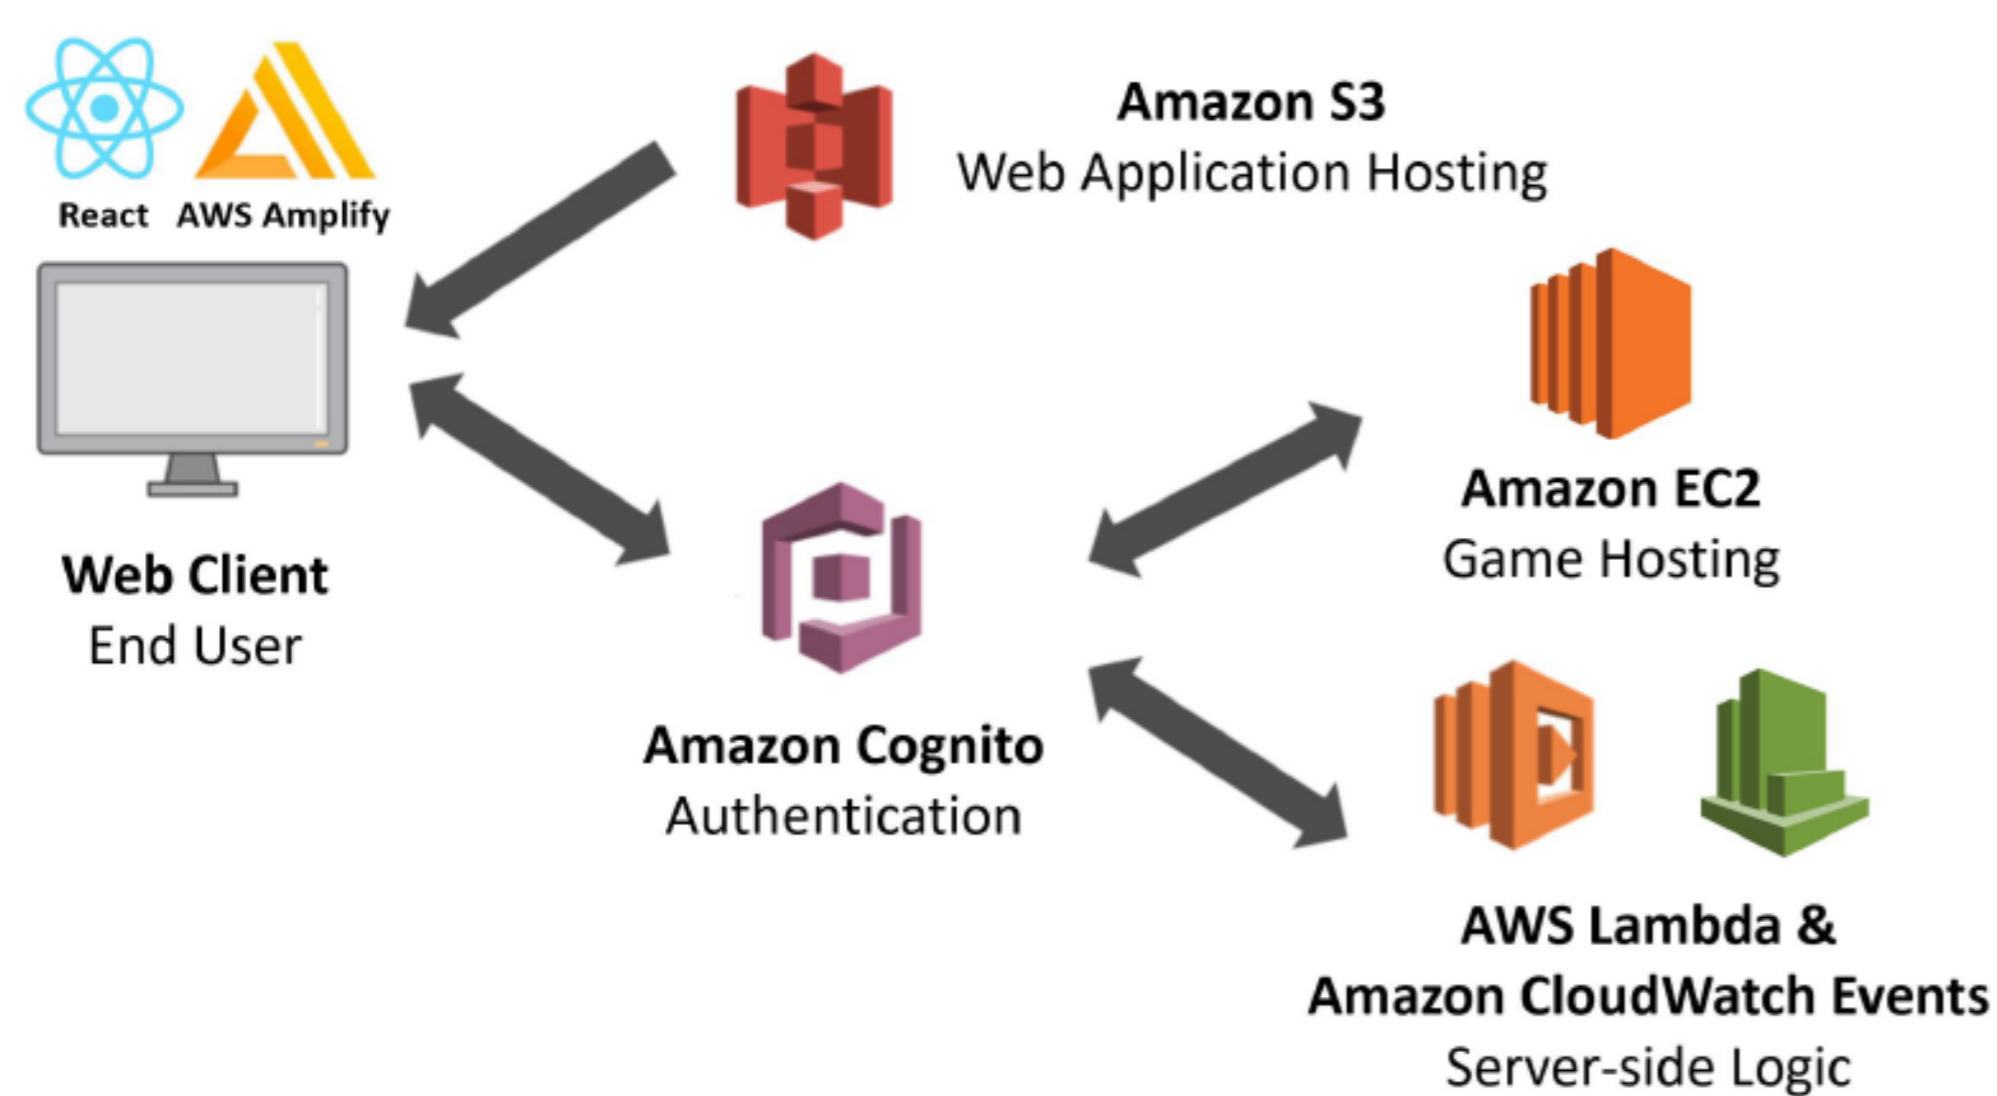 React AWS Amplify
Web Client
End User
Amazon S3
Web Application Hosting
Amazon Cognito
Authentication
Amazon EC2
Game Hosting
AWS Lambda &
Amazon CloudWatch Events
Server-side Logic